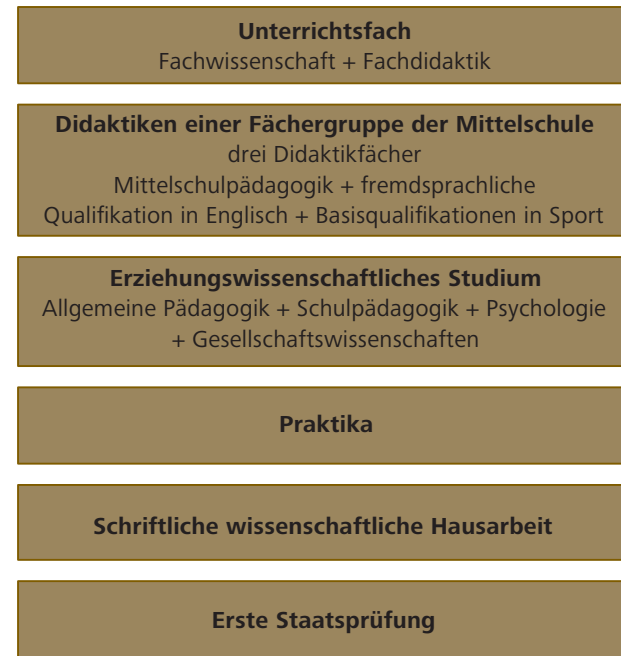 Unterrichtsfach
Fachwissenschaft + Fachdidaktik
Didaktiken einer Fächergruppe der Mittelschule
drei Didaktikfächer
Mittelschulpädagogik + fremdsprachliche
Qualifikation in Englisch + Basisqualifikationen in Sport
Erziehungswissenschaftliches Studium
Allgemeine Pädagogik + Schulpädagogik + Psychologie
+ Gesellschaftswissenschaften
Praktika
Schriftliche wissenschaftliche Hausarbeit
Erste Staatsprüfung